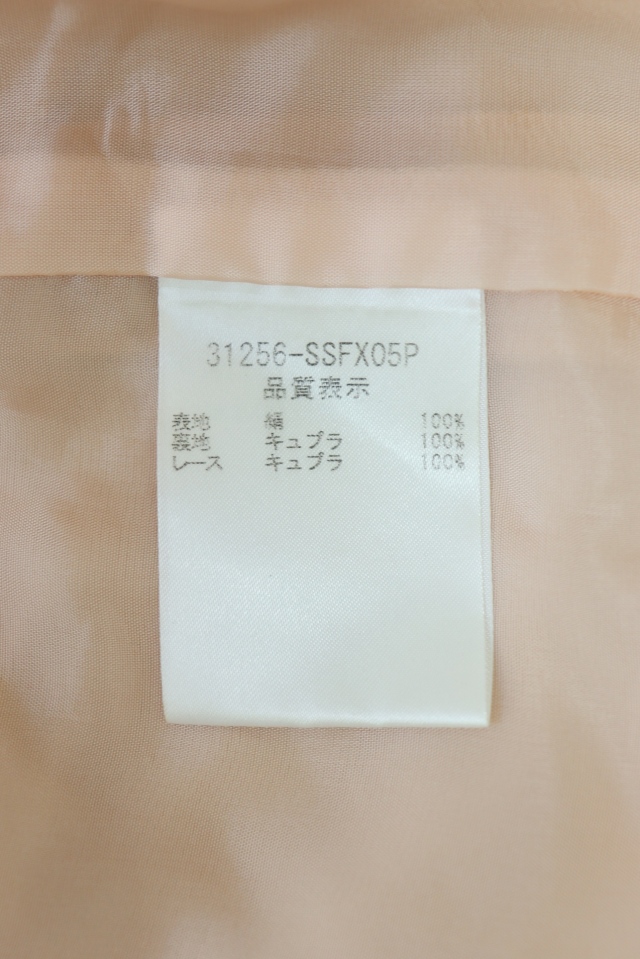 31256-SSFX05P
品質表示
表地 絹 100%
裏地 キュプラ 100%
レース キュプラ 100%